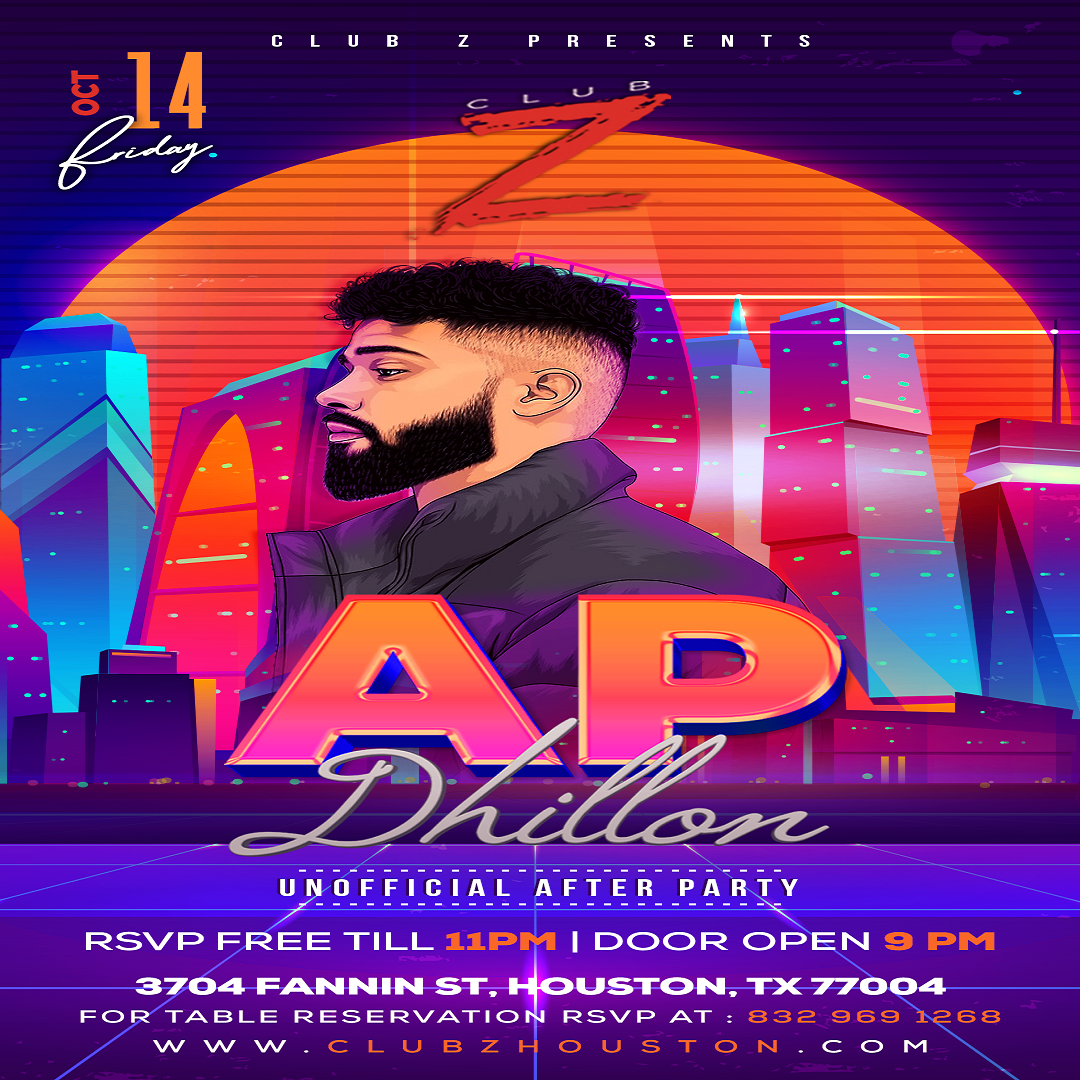 CLUB Z PRESENTS
OCT 14
Friday
CLUB
Z
AP
Dhillon
UNOFFICIAL AFTER PARTY
RSVP FREE TILL 11PM | DOOR OPEN 9 PM
3704 FANNIN ST, HOUSTON, TX 77004
FOR TABLE RESERVATION RSVP AT : 832 969 1268
WWW.CLUBZHOUSTON.COM